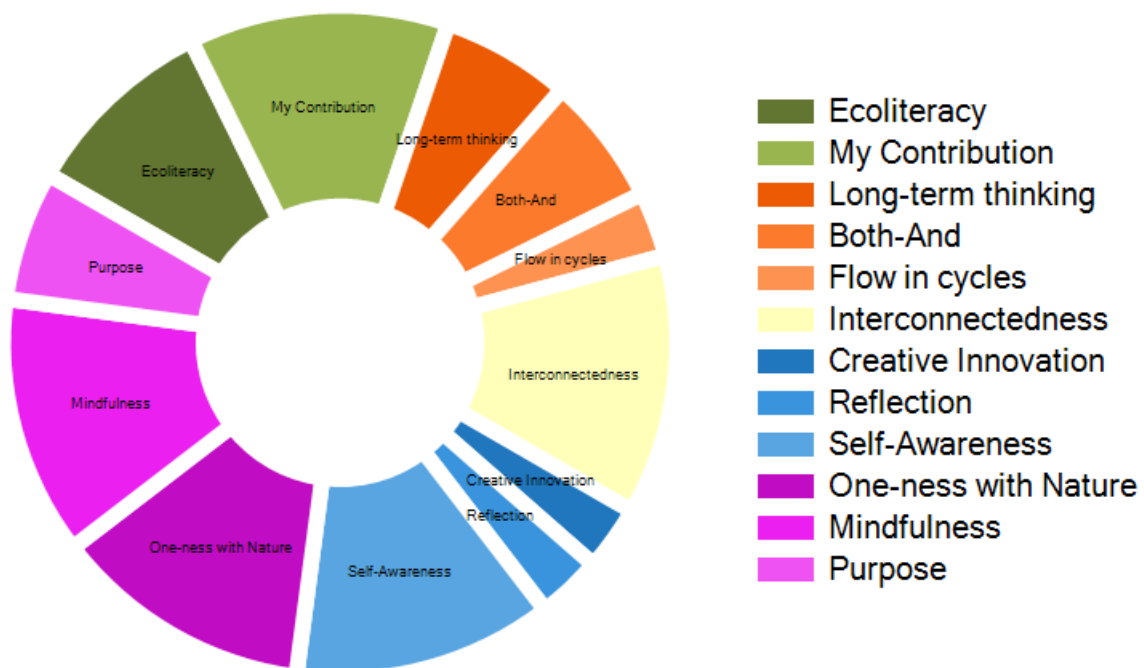 My Contribution
Long-term thinking
Ecoliteracy
Both-And
Flow in cycles
Purpose
Interconnectedness
Mindfulness
Creative Innovation
Reflection
One-ness with Nature
Self-Awareness
Ecoliteracy
My Contribution
Long-term thinking
Both-And
Flow in cycles
Interconnectedness
Creative Innovation
Reflection
Self-Awareness
One-ness with Nature
Mindfulness
Purpose